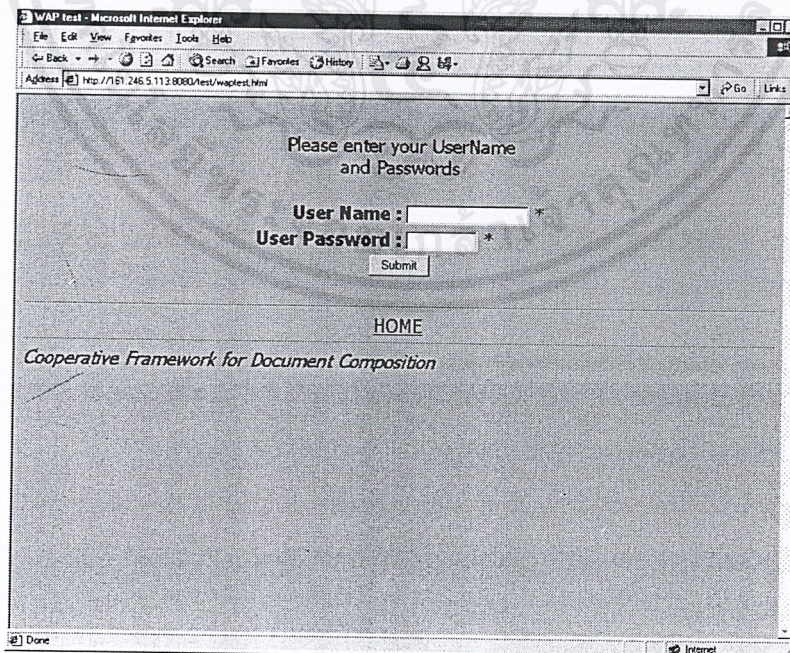 WAP test - Microsoft Internet Explorer
File Edit View Favorites Tools Help
Back Search Favorites History
Address http://161.246.5.113:8080/test/waptest.html Go Links
Please enter your UserName
and Passwords
User Name : *
User Password : *
Submit
HOME
Cooperative Framework for Document Composition
Done Internet